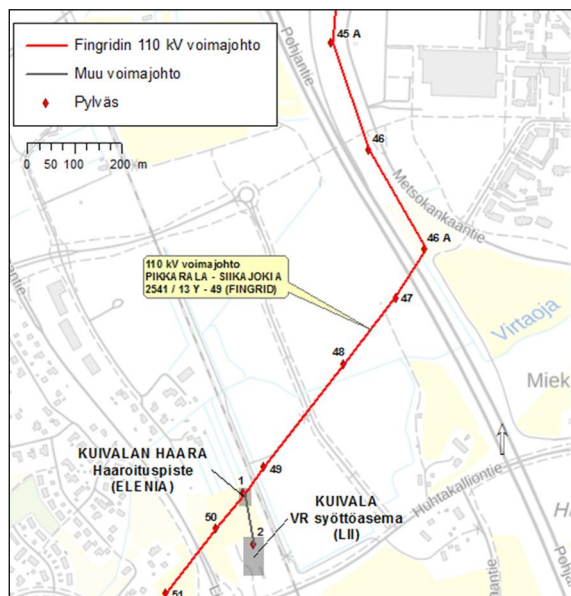 Fingridin 110 kV voimajohto
Muu voimajohto
Pylväs
0 50 100 200 m
45 A
Pohjantie
46
Metsokankaantie
46 A
110 kV voimajohto
PIKKARALA - SIIKAJOKI A
2541 / 13 Y - 49 (FINGRID)
47
Virtaoja
48
Miek
KUIVALAN HAARA
Haaroituspiste
(ELENIA)
49
1
KUIVALA
VR syöttöasema
(LII)
Huhtakalliontie
50
2
Pohjantie
51